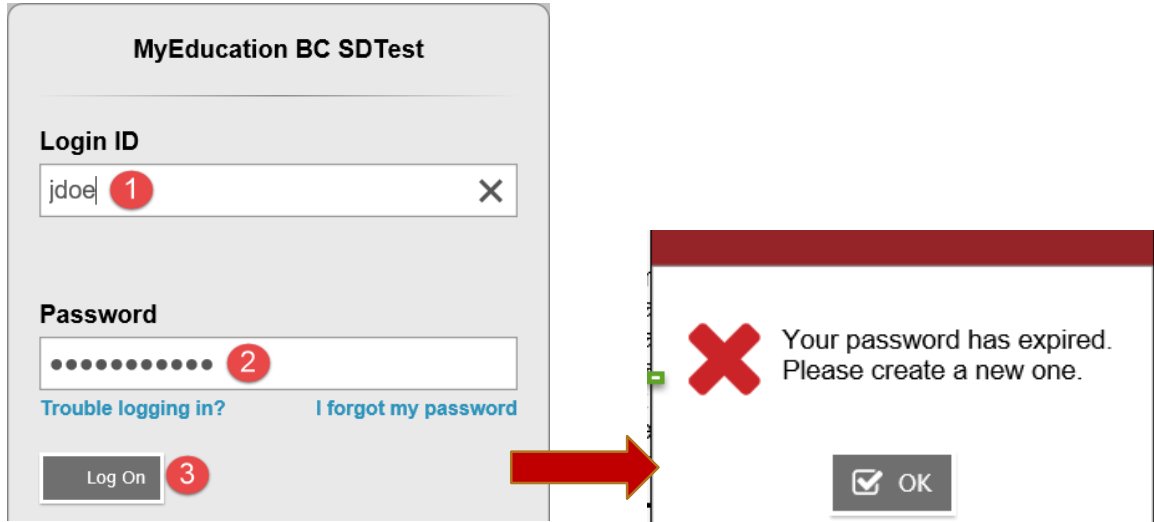 MyEducation BC SDTest
Login ID
jdoe 1
Password
2
Trouble logging in? I forgot my password
Log On 3
Your password has expired.
Please create a new one.
OK